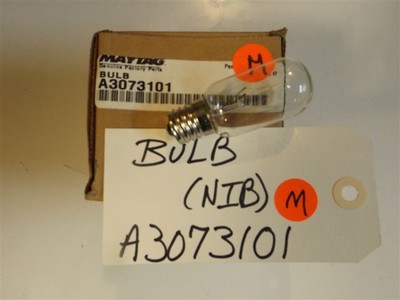 MAYTAG
Genuine Factory Parts
BULB
A3073101
M
BULB
(NIB) M
A3073101